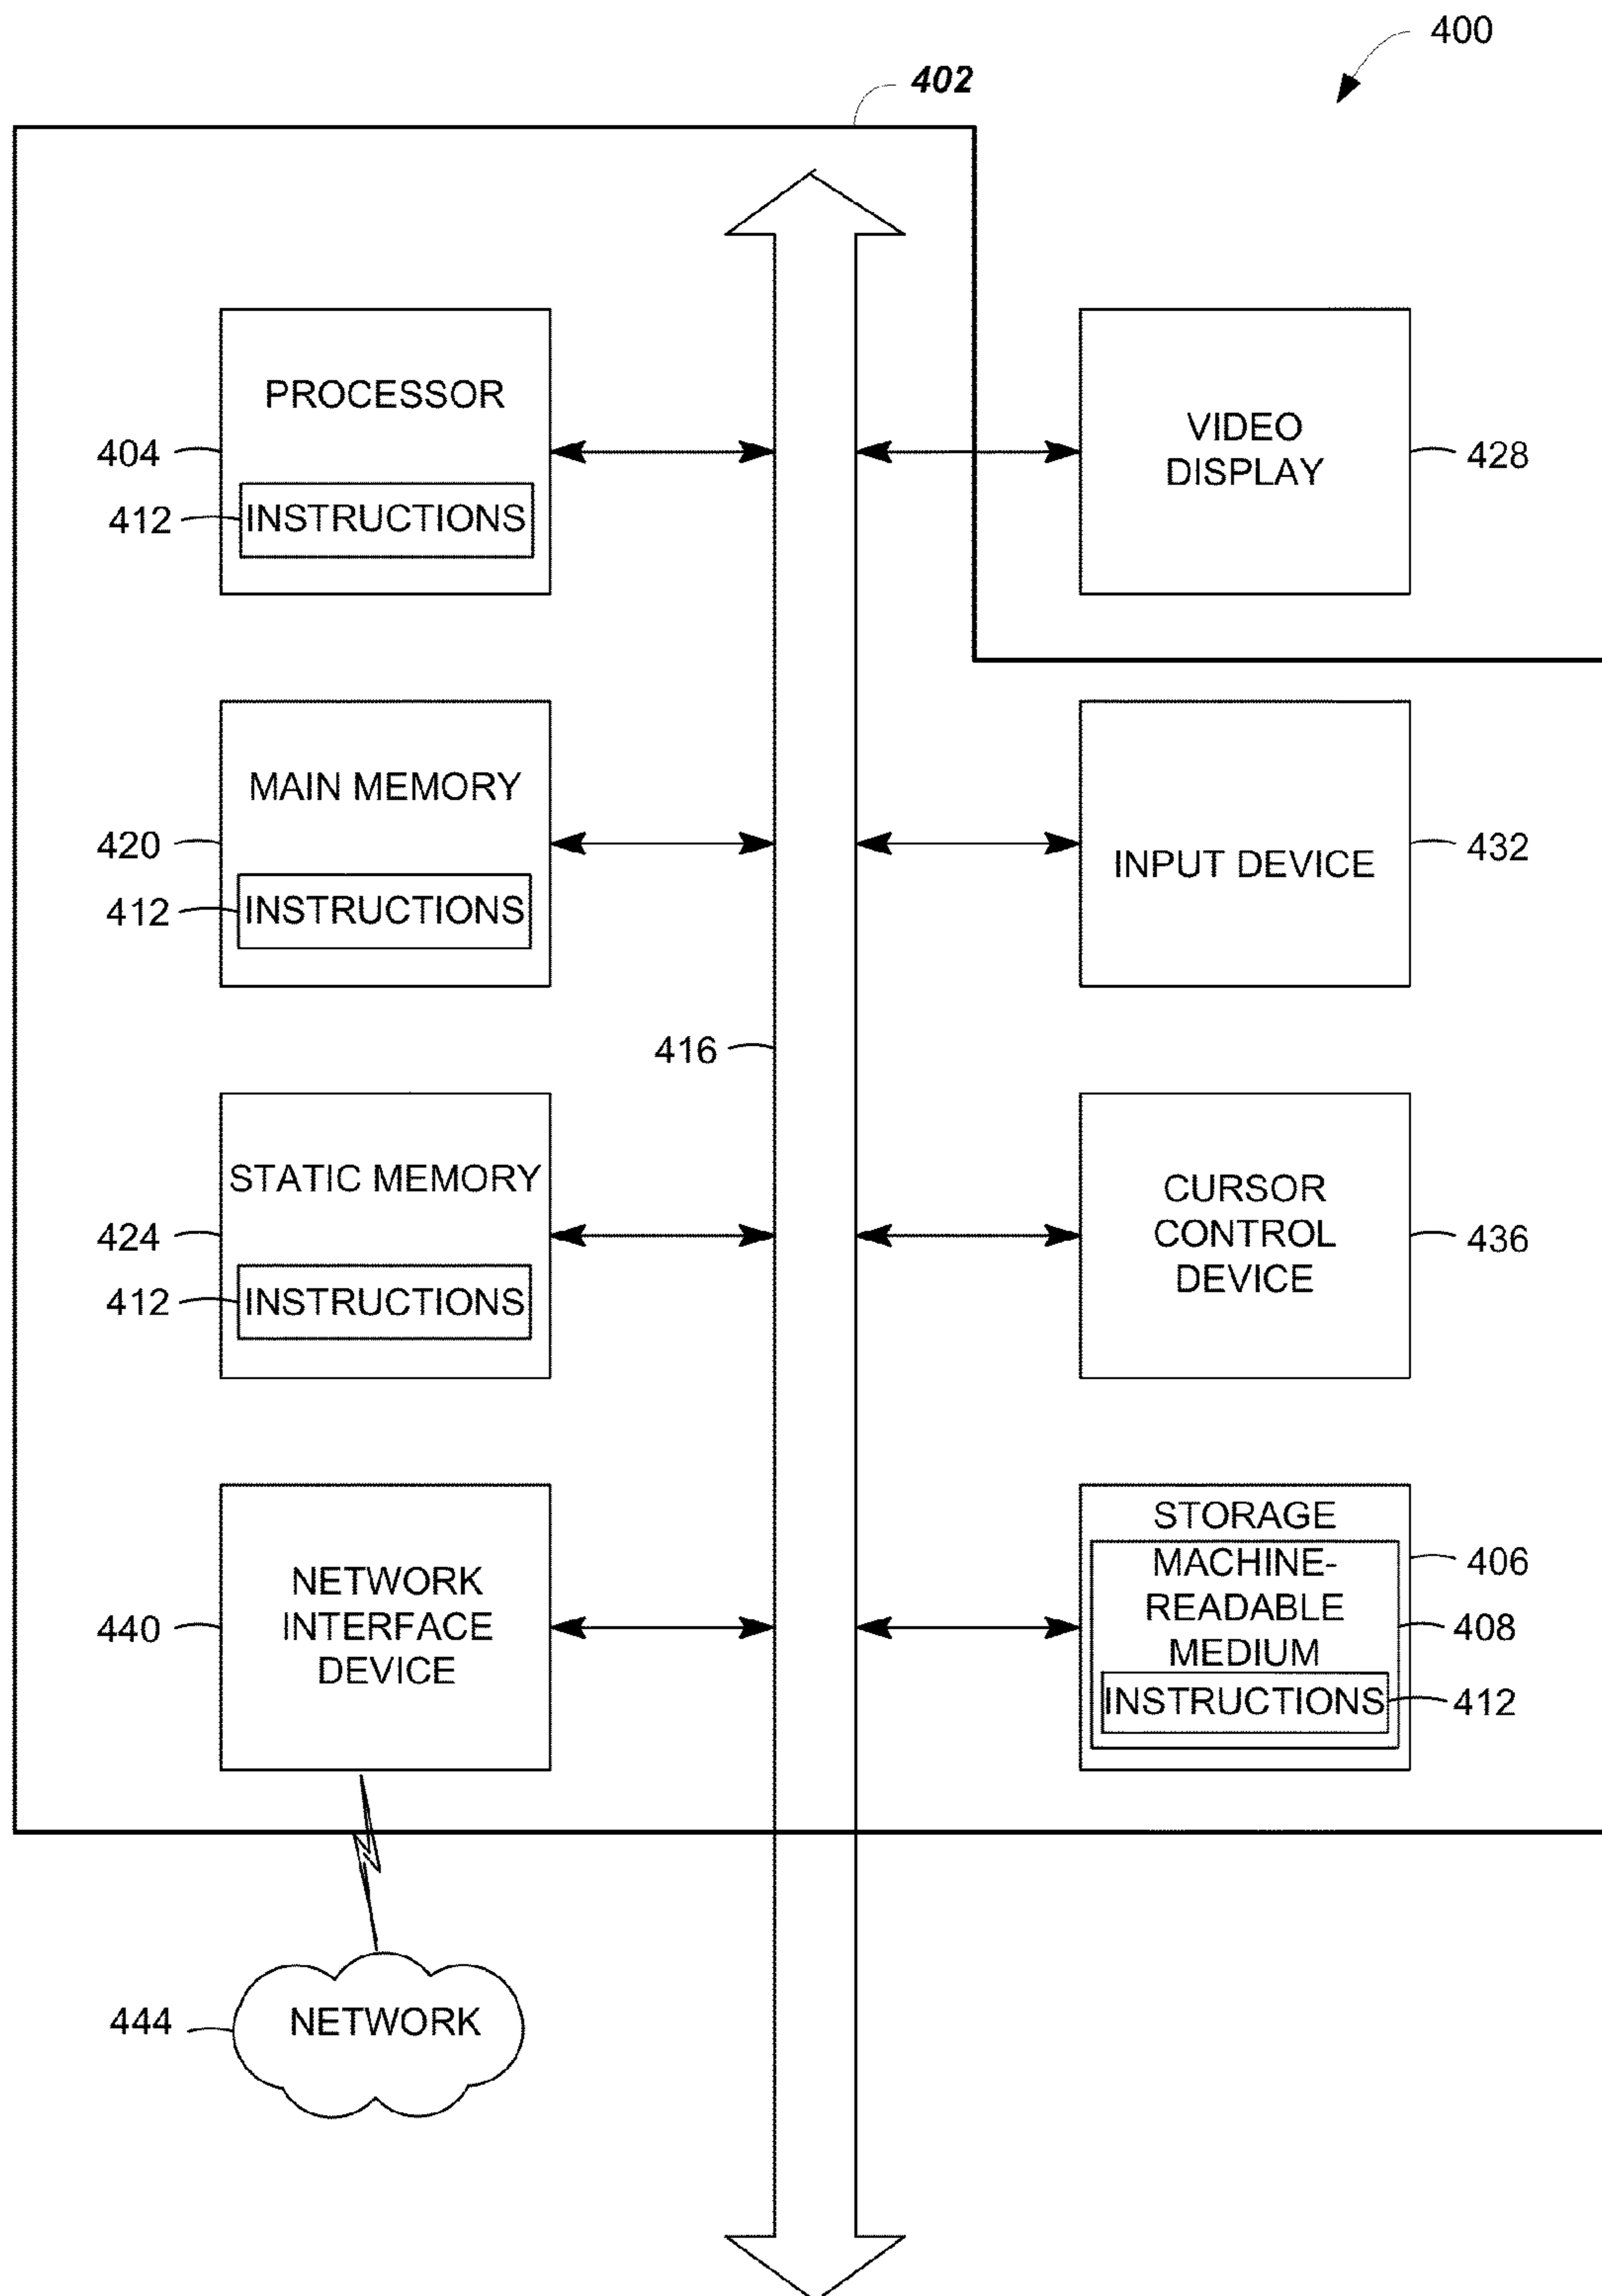 400
402
PROCESSOR
404
412
INSTRUCTIONS
VIDEO
DISPLAY
428
MAIN MEMORY
420
412
INSTRUCTIONS
INPUT DEVICE
432
416
STATIC MEMORY
424
412
INSTRUCTIONS
CURSOR
CONTROL
DEVICE
436
NETWORK
INTERFACE
DEVICE
440
STORAGE
MACHINE-
READABLE
MEDIUM
INSTRUCTIONS
406
408
412
444
NETWORK